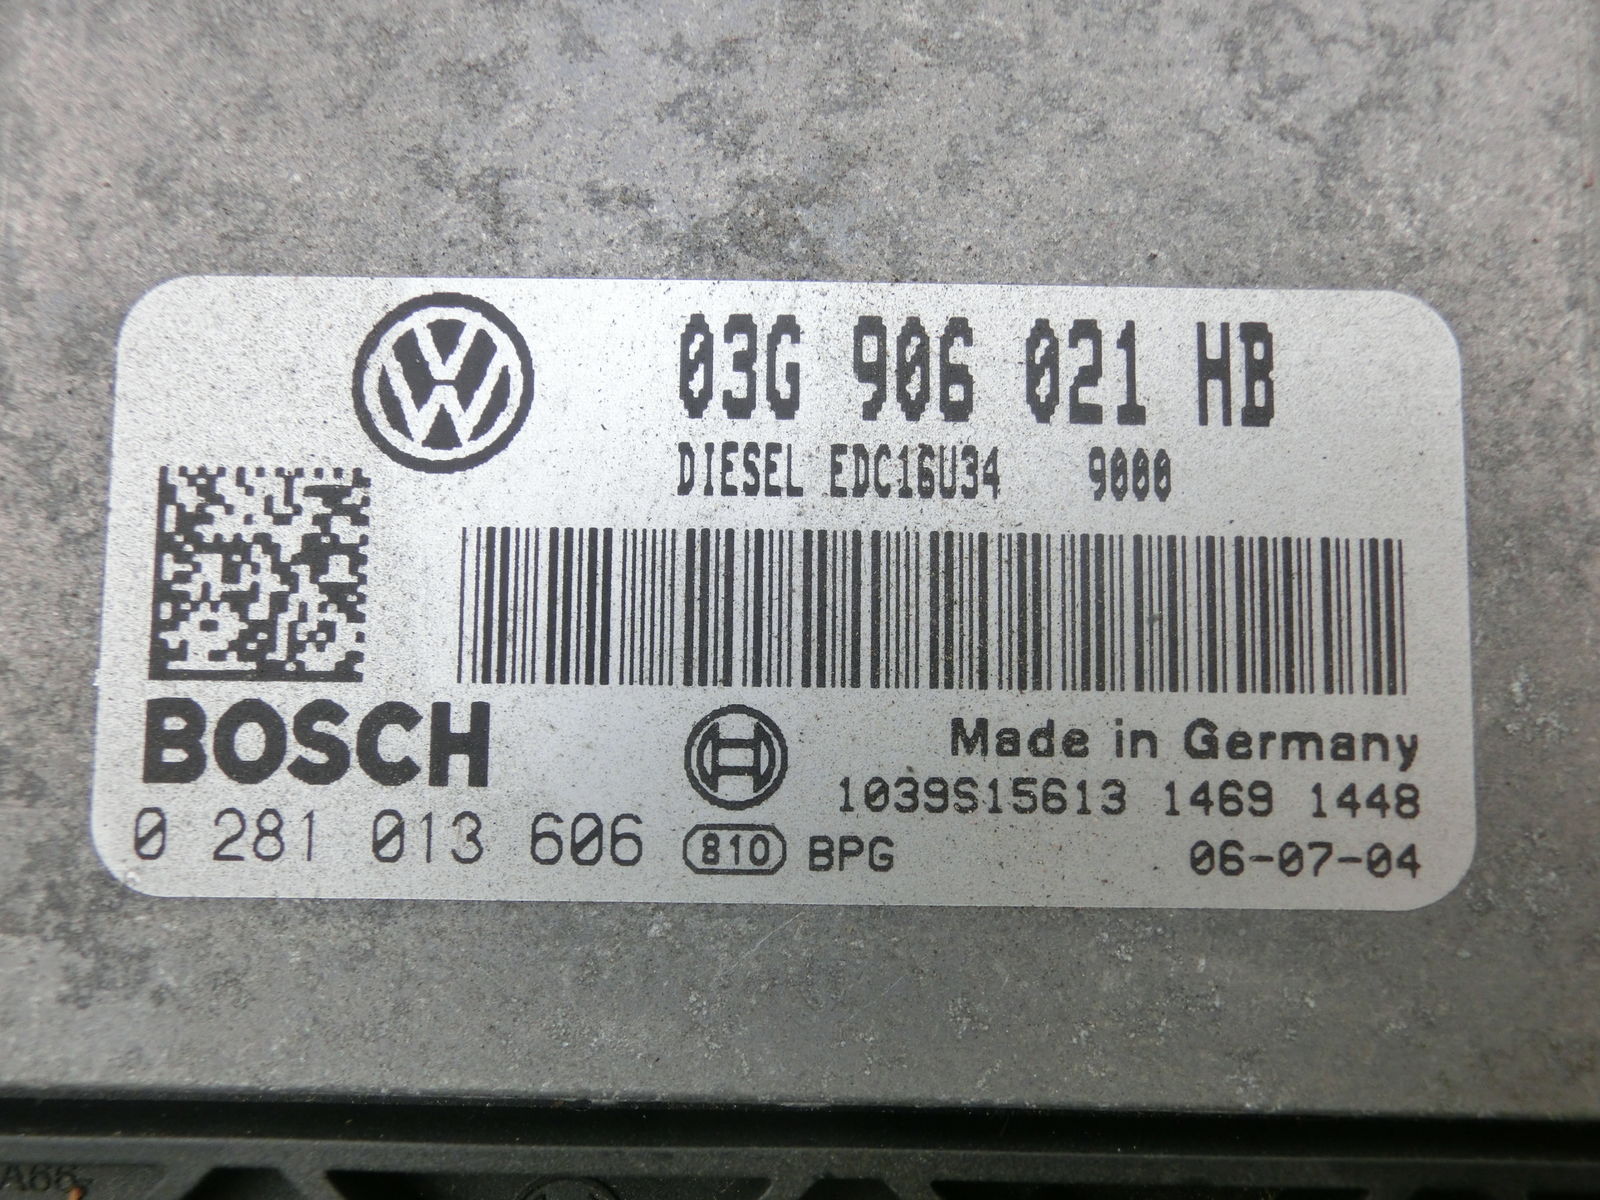 03G 906 021 HB
DIESEL EDC16U34 9000
BOSCH
Made in Germany
1039S15613 1469 1448
0 281 013 606 810 BPG 06-07-04
A66